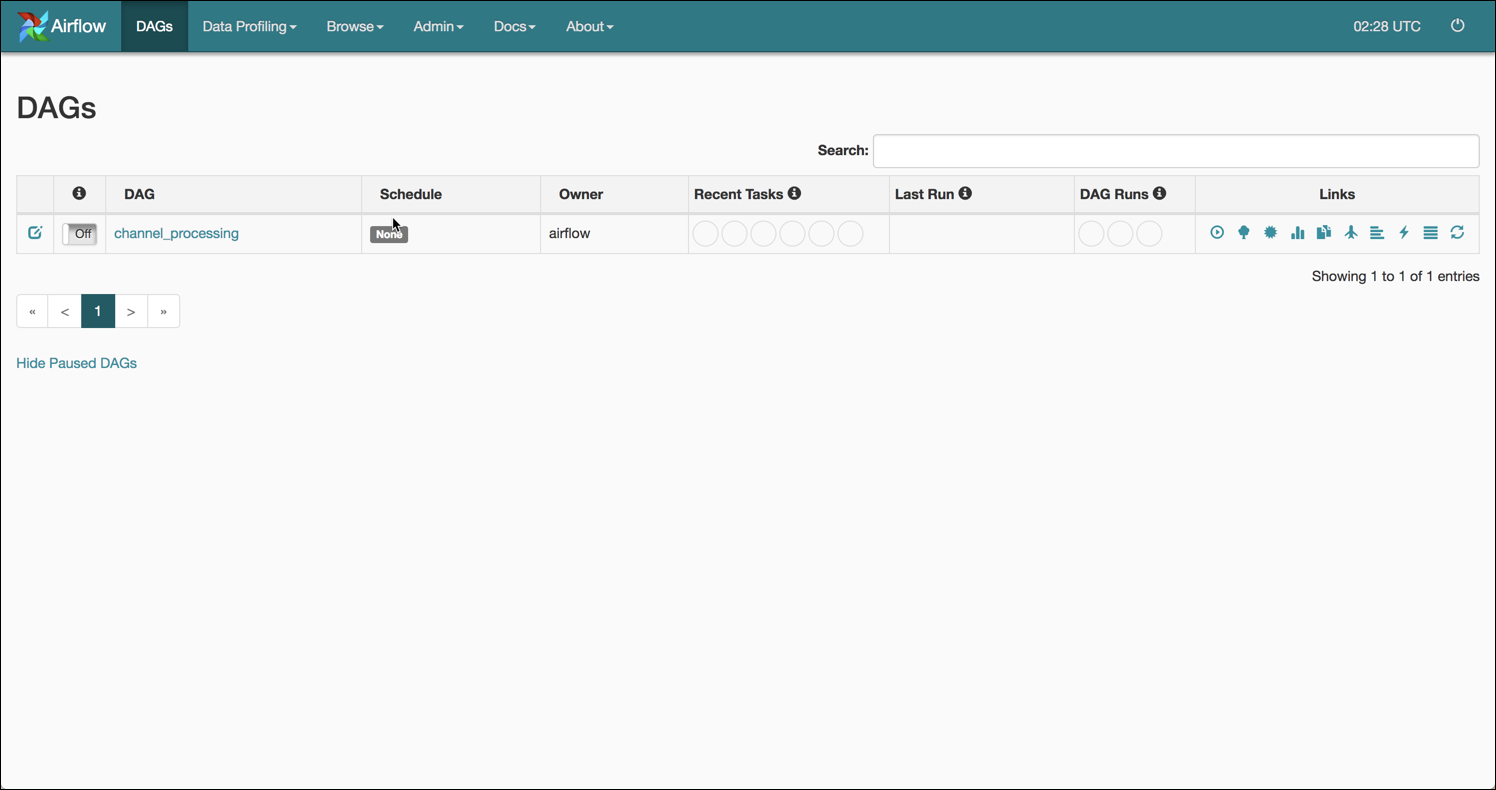 Airflow DAGs Data Profiling Browse Admin Docs About 02:28 UTC
DAGs
Search:
DAG Schedule Owner Recent Tasks Last Run DAG Runs Links
Off channel_processing None airflow
Showing 1 to 1 of 1 entries
« < 1 > »
Hide Paused DAGs